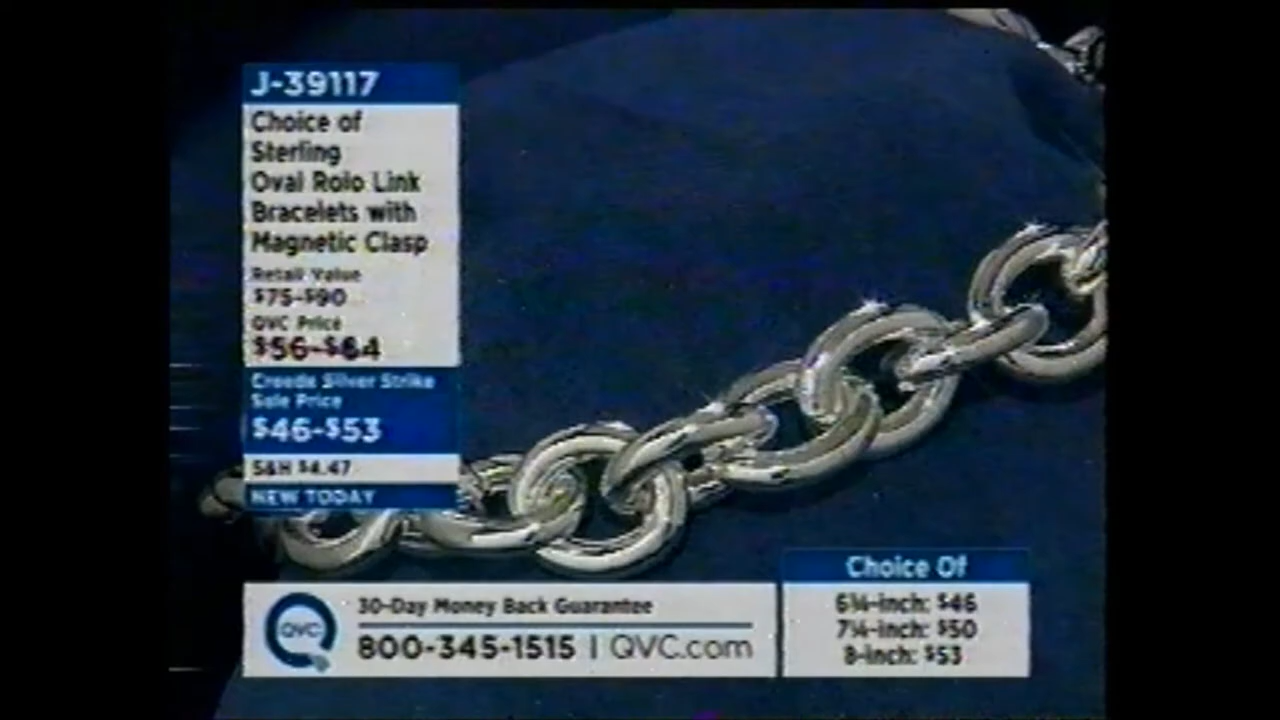 J-39117
Choice of
Sterling
Oval Rolo Link
Bracelets with
Magnetic Clasp
Retail Value
$75-$90
QVC Price
$56-$64
Creede Silver Strike
Sale Price
$46-$53
S&H $4.47
NEW TODAY
QVC
30-Day Money Back Guarantee
800-345-1515 | QVC.com
Choice Of
6¼-inch: $46
7¼-inch: $50
8-inch: $53